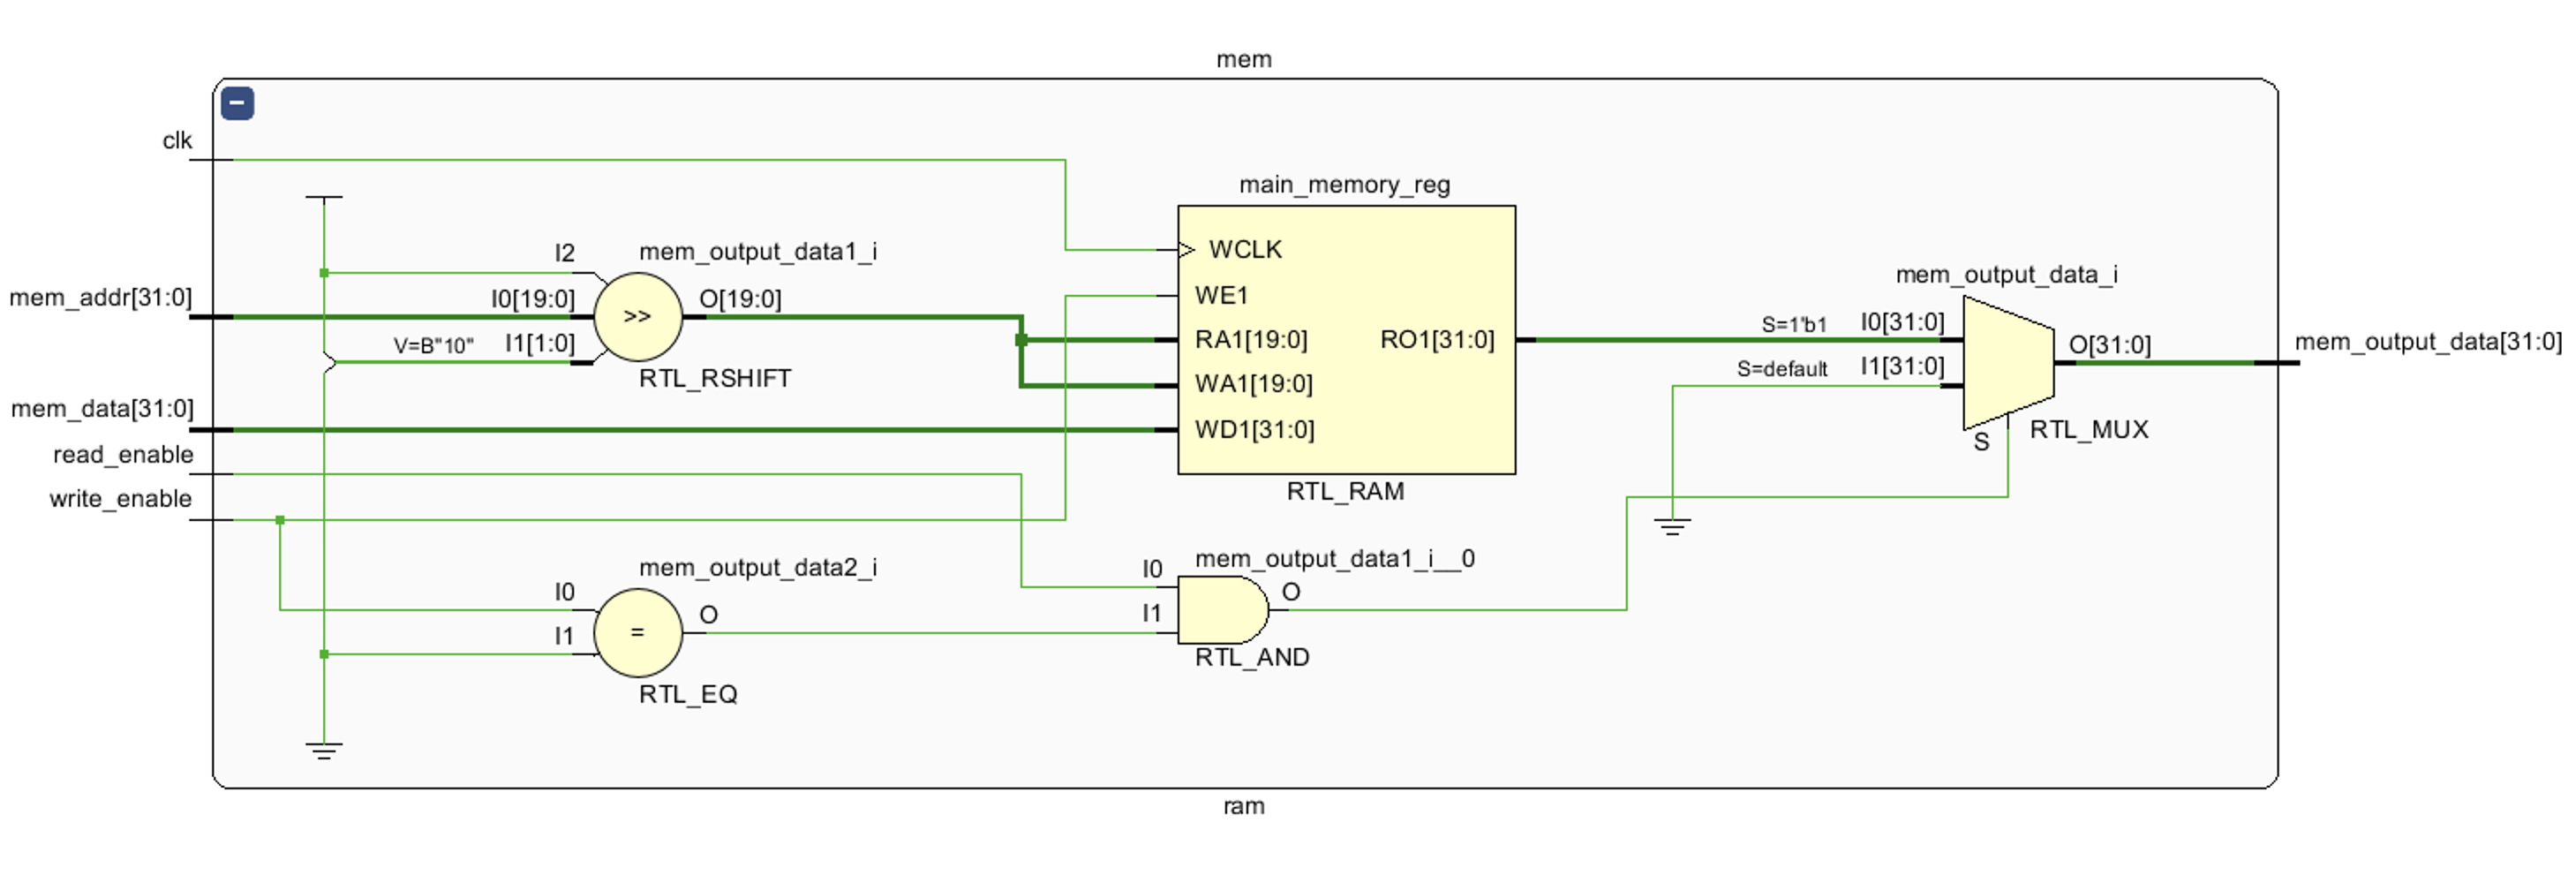 mem
clk
main_memory_reg
I2
mem_output_data1_i
WCLK
mem_output_data_i
mem_addr[31:0]
I0[19:0]
>>
O[19:0]
WE1
V=B"10"
I1[1:0]
RA1[19:0]
RO1[31:0]
S=1'b1
I0[31:0]
O[31:0]
mem_output_data[31:0]
RTL_RSHIFT
WA1[19:0]
S=default
I1[31:0]
mem_data[31:0]
WD1[31:0]
S
RTL_MUX
read_enable
write_enable
RTL_RAM
mem_output_data2_i
mem_output_data1_i__0
I0
I0
O
I1
=
O
I1
RTL_AND
RTL_EQ
ram